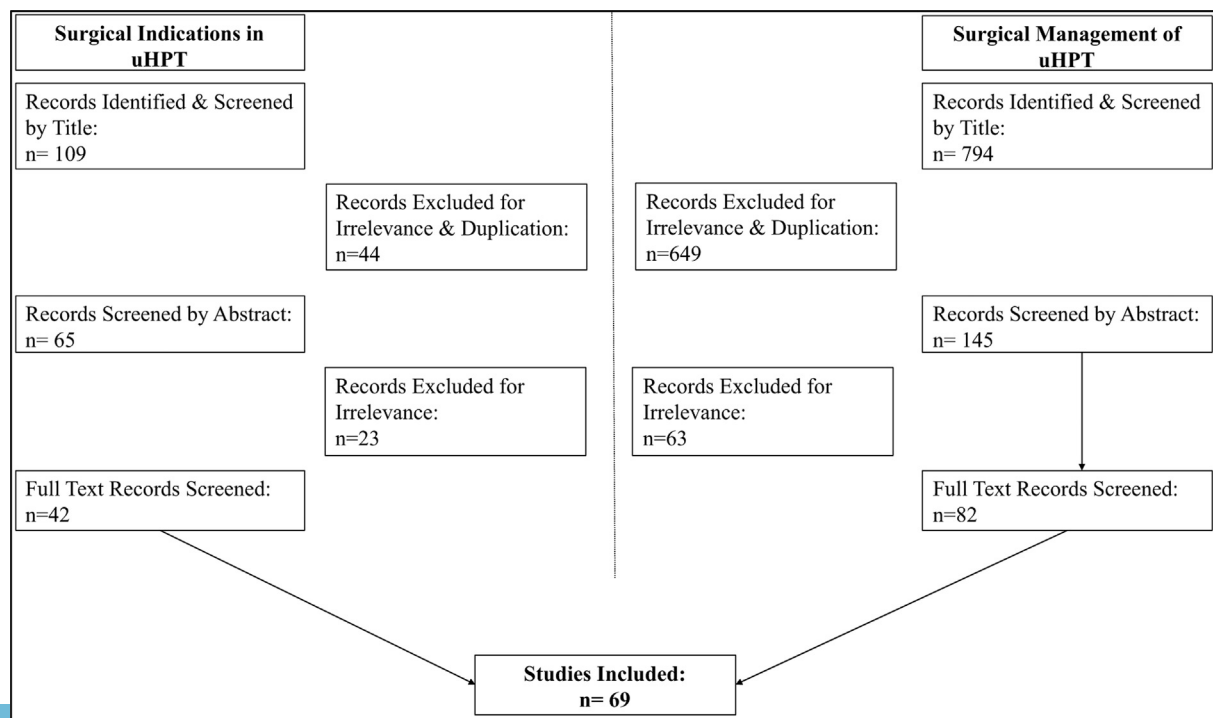 Surgical Indications in
uHPT
Records Identified & Screened
by Title:
n= 109
Records Excluded for
Irrelevance & Duplication:
n=44
Records Screened by Abstract:
n= 65
Records Excluded for
Irrelevance:
n=23
Full Text Records Screened:
n=42
Surgical Management of
uHPT
Records Identified & Screened
by Title:
n= 794
Records Excluded for
Irrelevance & Duplication:
n=649
Records Screened by Abstract:
n= 145
Records Excluded for
Irrelevance:
n=63
Full Text Records Screened:
n=82
Studies Included:
n= 69